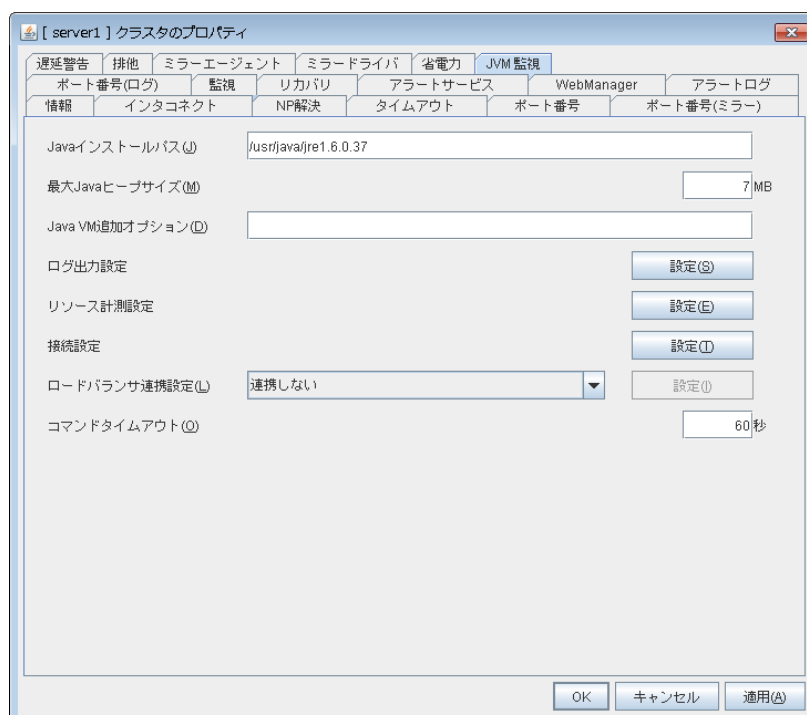 [ server1 ] クラスタのプロパティ
遅延警告 排他 ミラーエージェント ミラードライバ 省電力 JVM監視
ポート番号(ログ) 監視 リカバリ アラートサービス WebManager アラートログ
情報 インタコネクト NP解決 タイムアウト ポート番号 ポート番号(ミラー)
Javaインストールパス(J) /usr/java/jre1.6.0.37
最大Javaヒープサイズ(M) 7 MB
Java VM追加オプション(D)
ログ出力設定 設定(S)
リソース計測設定 設定(E)
接続設定 設定(T)
ロードバランサ連携設定(L) 連携しない 設定(I)
コマンドタイムアウト(O) 60 秒
OK キャンセル 適用(A)